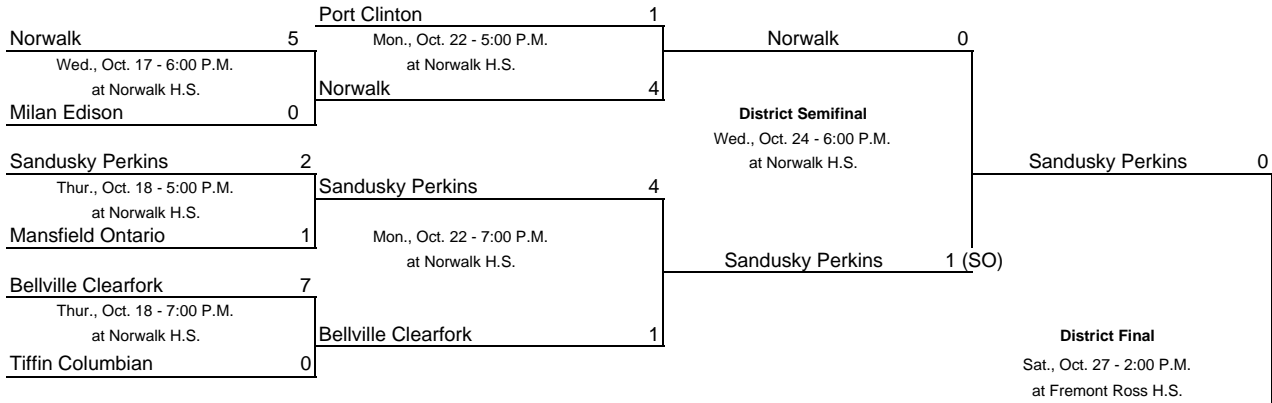 Port Clinton 1
Norwalk 5
Mon., Oct. 22 - 5:00 P.M.
Norwalk 0
Wed., Oct. 17 - 6:00 P.M.
at Norwalk H.S.
at Norwalk H.S.
Norwalk 4
Milan Edison 0
District Semifinal
Wed., Oct. 24 - 6:00 P.M.
Sandusky Perkins 2
at Norwalk H.S.
Sandusky Perkins 0
Thur., Oct. 18 - 5:00 P.M.
Sandusky Perkins 4
at Norwalk H.S.
Mansfield Ontario 1
Mon., Oct. 22 - 7:00 P.M.
at Norwalk H.S.
Sandusky Perkins 1 (SO)
Bellville Clearfork 7
Thur., Oct. 18 - 7:00 P.M.
at Norwalk H.S.
Bellville Clearfork 1
District Final
Tiffin Columbian 0
Sat., Oct. 27 - 2:00 P.M.
at Fremont Ross H.S.